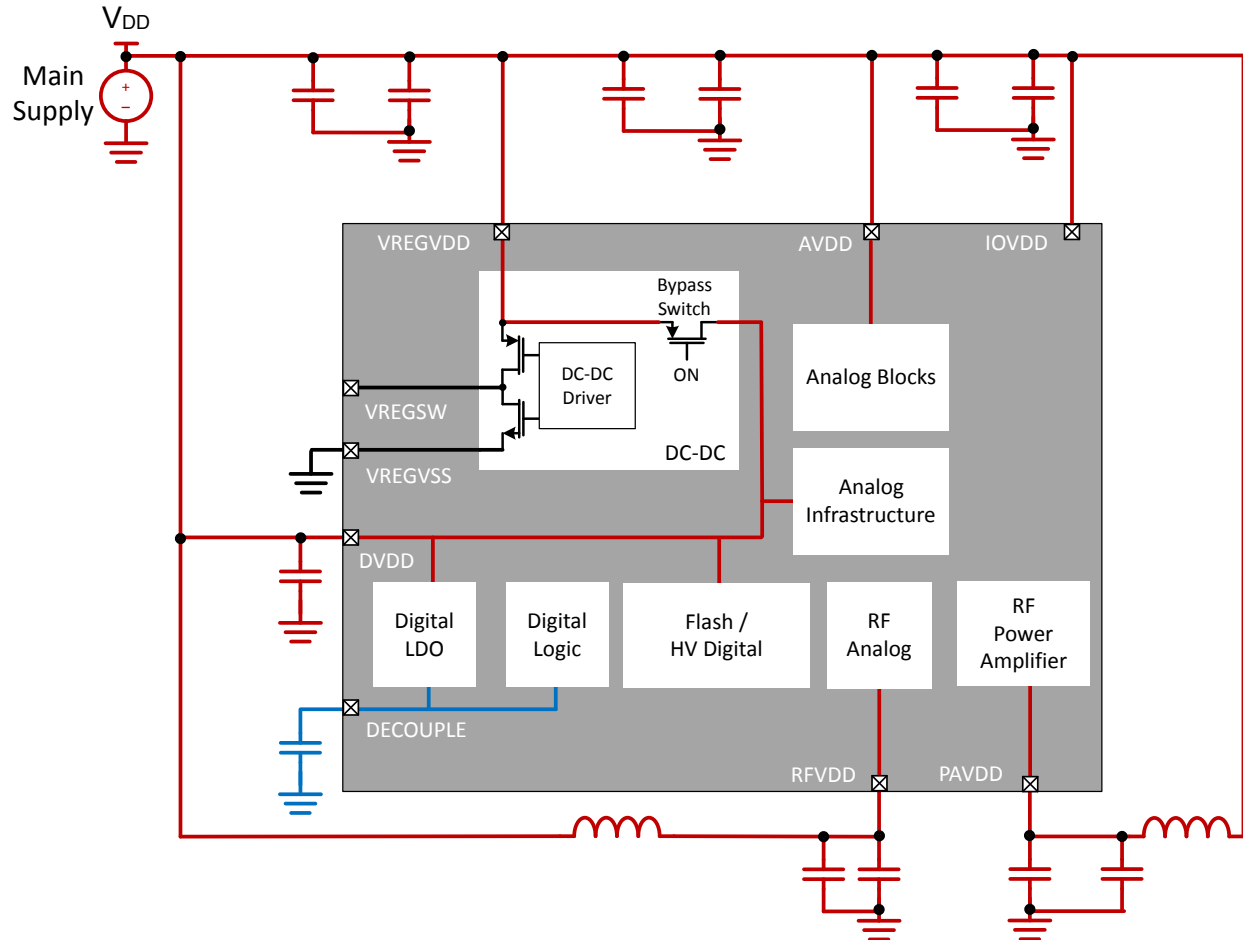 VDD
Main
Supply
+
−
VREGVDD
AVDD
IOVDD
Bypass
Switch
ON
DC-DC
Driver
DC-DC
VREGSW
VREGVSS
Analog Blocks
Analog
Infrastructure
DVDD
Digital
LDO
Digital
Logic
Flash /
HV Digital
RF
Analog
RF
Power
Amplifier
DECOUPLE
RFVDD
PAVDD